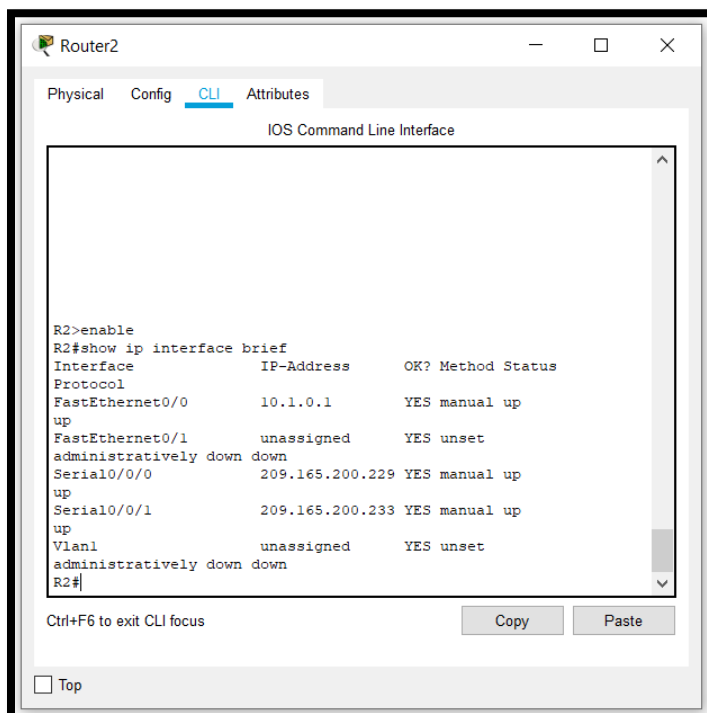 Router2
Physical Config CLI Attributes
IOS Command Line Interface
R2>enable
R2#show ip interface brief
Interface IP-Address OK? Method Status
Protocol
FastEthernet0/0 10.1.0.1 YES manual up
up
FastEthernet0/1 unassigned YES unset
administratively down down
Serial0/0/0 209.165.200.229 YES manual up
up
Serial0/0/1 209.165.200.233 YES manual up
up
Vlan1 unassigned YES unset
administratively down down
R2#
Ctrl+F6 to exit CLI focus Copy Paste
Top